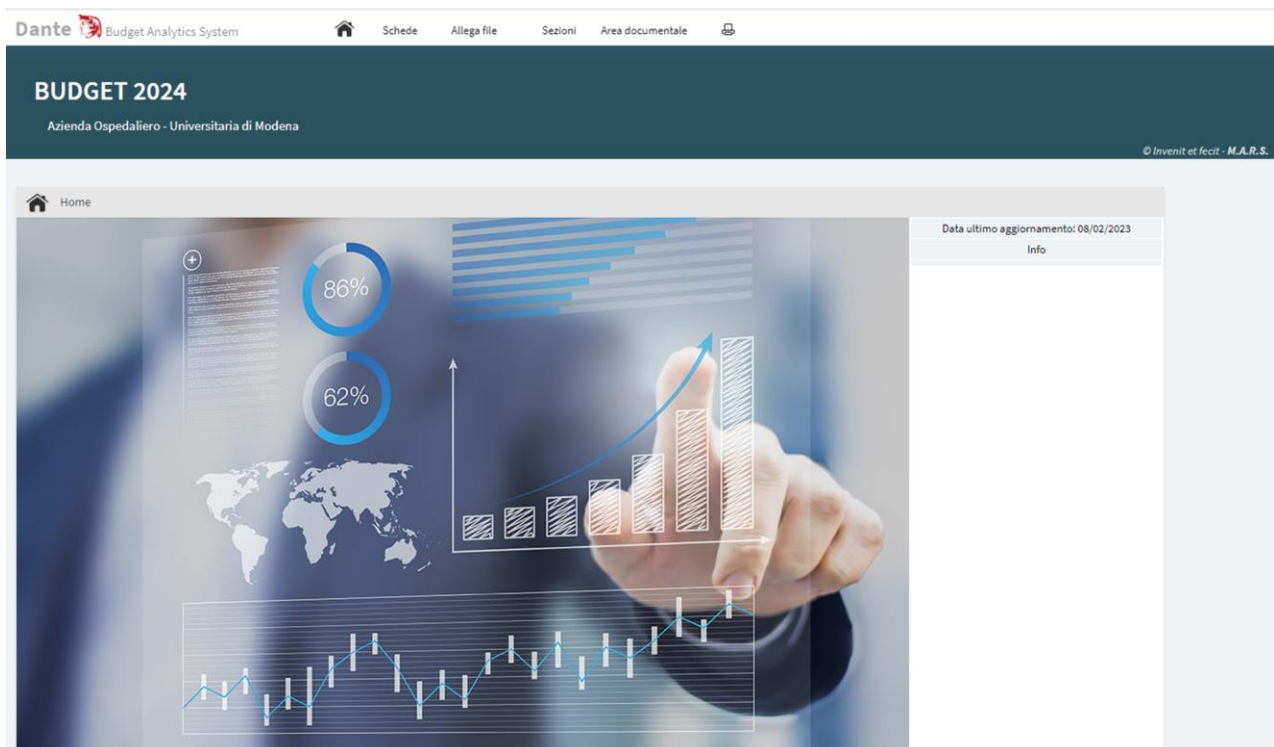 Dante Budget Analytics System
Schede Allega file Sezioni Area documentale
BUDGET 2024
Azienda Ospedaliero - Universitaria di Modena
© Invenit et fecit - M.A.R.S.
Home
Data ultimo aggiornamento: 08/02/2023
Info
86%
62%